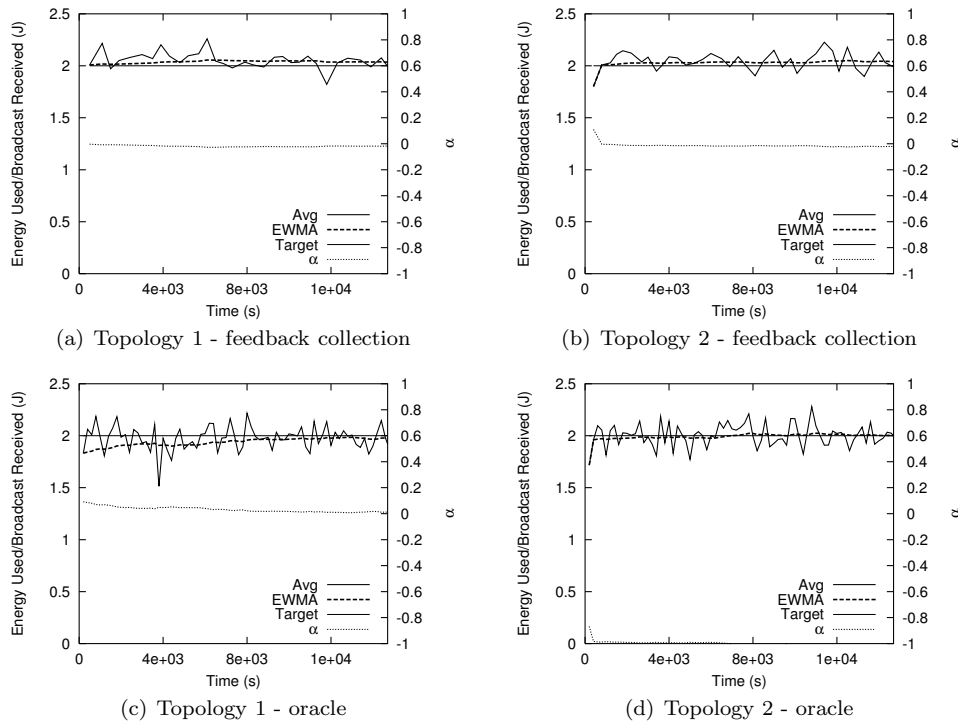 Energy Used/Broadcast Received (J)
2.5
2
1.5
1
0.5
0
0
4e+03
8e+03
1e+04
Time (s)
1
0.8
0.6
0.4
0.2
0
-0.2
-0.4
-0.6
-0.8
-1
α
Avg
EWMA
Target
α
(a) Topology 1 - feedback collection
Energy Used/Broadcast Received (J)
2.5
2
1.5
1
0.5
0
0
4e+03
8e+03
1e+04
Time (s)
1
0.8
0.6
0.4
0.2
0
-0.2
-0.4
-0.6
-0.8
-1
α
Avg
EWMA
Target
α
(b) Topology 2 - feedback collection
Energy Used/Broadcast Received (J)
2.5
2
1.5
1
0.5
0
0
4e+03
8e+03
1e+04
Time (s)
1
0.8
0.6
0.4
0.2
0
-0.2
-0.4
-0.6
-0.8
-1
α
Avg
EWMA
Target
α
(c) Topology 1 - oracle
Energy Used/Broadcast Received (J)
2.5
2
1.5
1
0.5
0
0
4e+03
8e+03
1e+04
Time (s)
1
0.8
0.6
0.4
0.2
0
-0.2
-0.4
-0.6
-0.8
-1
α
Avg
EWMA
Target
α
(d) Topology 2 - oracle